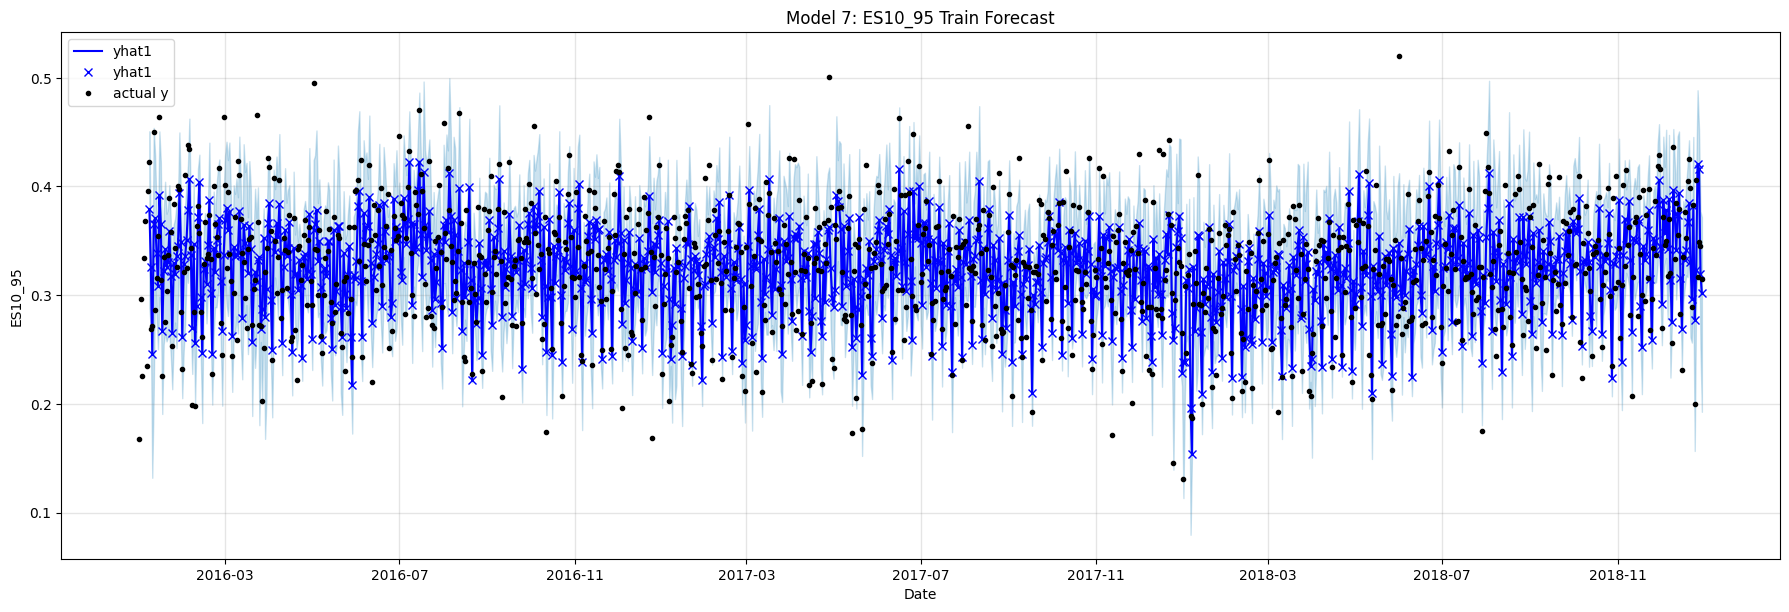 Model 7: ES10_95 Train Forecast
yhat1
yhat1
actual y
0.5
0.4
0.3
0.2
0.1
ES10_95
2016-03
2016-07
2016-11
2017-03
2017-07
2017-11
2018-03
2018-07
2018-11
Date